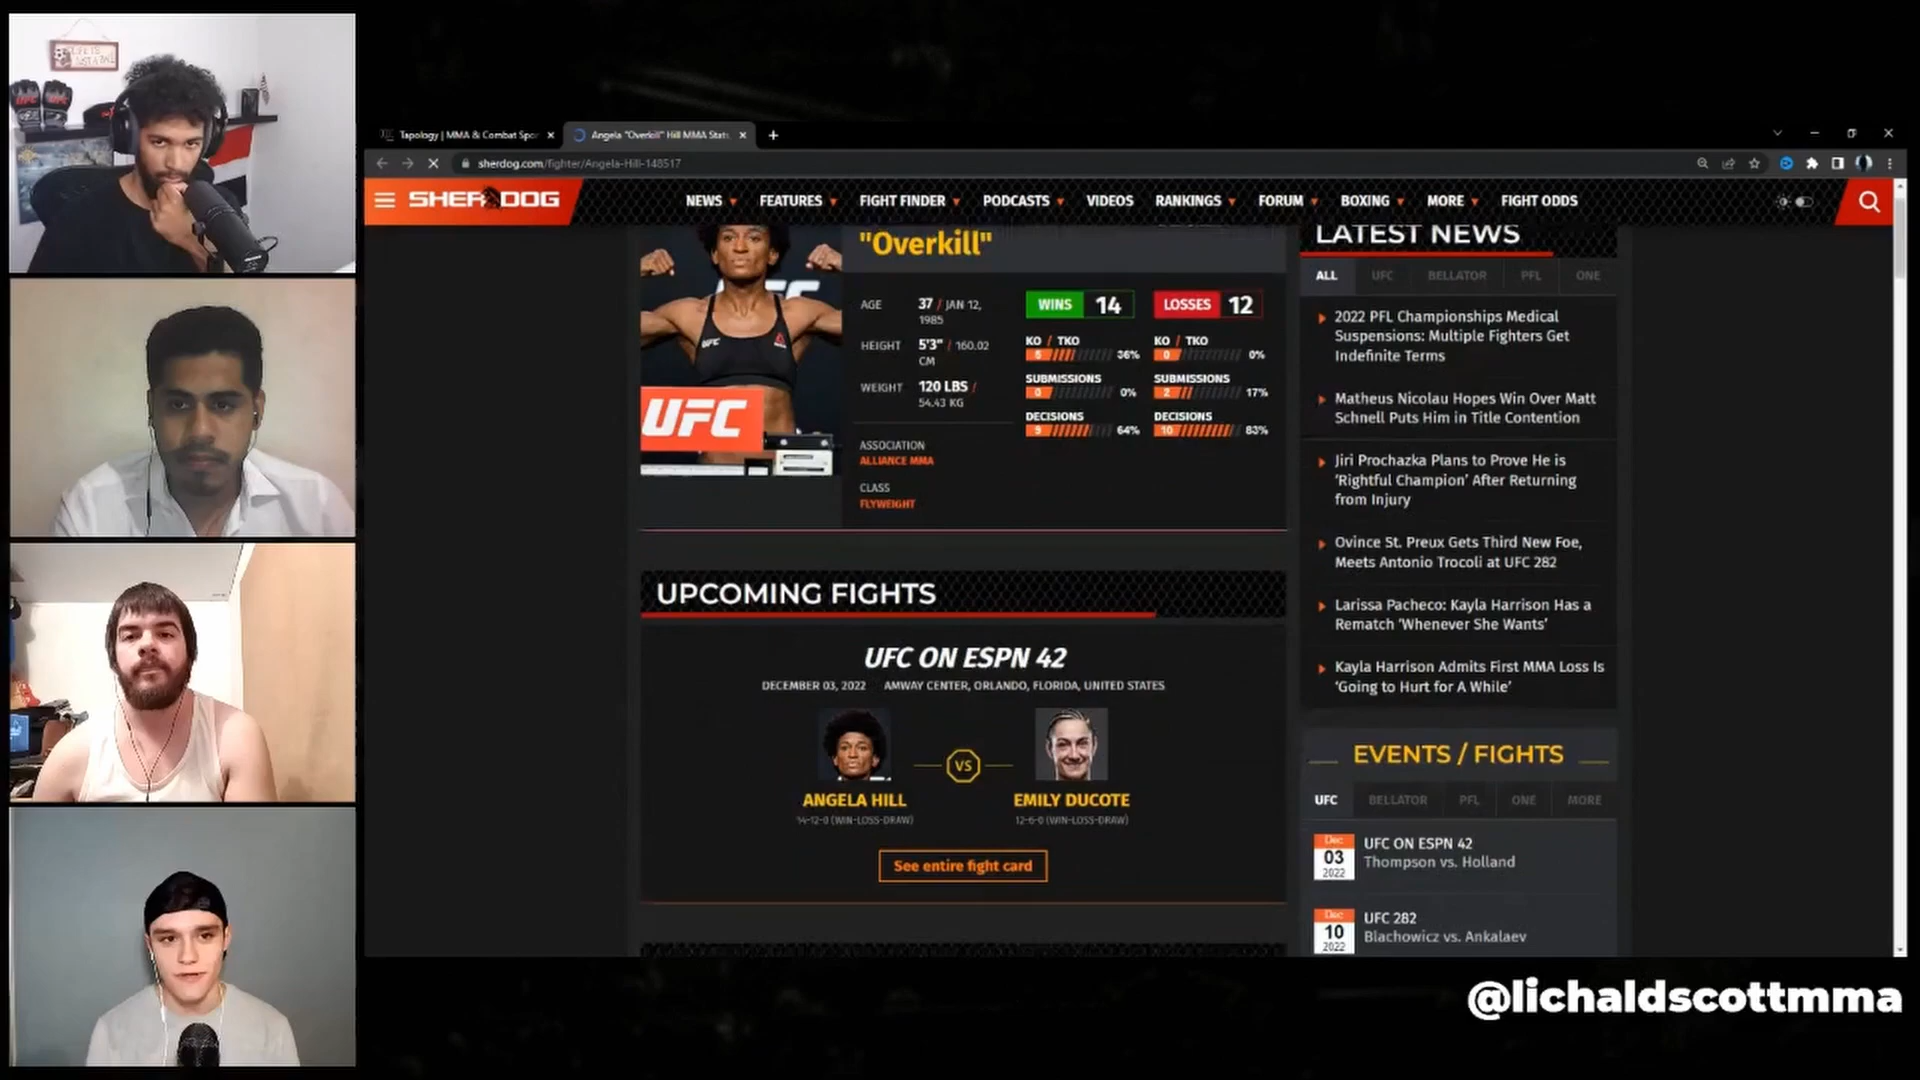 Tapology | MMA & Combat Spor
Angela "Overkill" Hill MMA Stats,
sherdog.com/fighter/Angela-Hill-148517
SHERDOG
NEWS
FEATURES
FIGHT FINDER
PODCASTS
VIDEOS
RANKINGS
FORUM
BOXING
MORE
FIGHT ODDS
"Overkill"
AGE 37 / JAN 12,
1985
HEIGHT 5'3" / 160.02
CM
WEIGHT 120 LBS /
54.43 KG
ASSOCIATION
ALLIANCE MMA
CLASS
FLYWEIGHT
WINS 14
KO / TKO
5 36%
SUBMISSIONS
0 0%
DECISIONS
9 64%
LOSSES 12
KO / TKO
0 0%
SUBMISSIONS
2 17%
DECISIONS
10 83%
UFC
UFC
UFC UFC
UPCOMING FIGHTS
UFC ON ESPN 42
DECEMBER 03, 2022 AMWAY CENTER, ORLANDO, FLORIDA, UNITED STATES
VS
ANGELA HILL
14-12-0 (WIN-LOSS-DRAW)
EMILY DUCOTE
12-6-0 (WIN-LOSS-DRAW)
See entire fight card
LATEST NEWS
ALL UFC BELLATOR PFL ONE
2022 PFL Championships Medical
Suspensions: Multiple Fighters Get
Indefinite Terms
Matheus Nicolau Hopes Win Over Matt
Schnell Puts Him in Title Contention
Jiri Prochazka Plans to Prove He is
‘Rightful Champion’ After Returning
from Injury
Ovince St. Preux Gets Third New Foe,
Meets Antonio Trocoli at UFC 282
Larissa Pacheco: Kayla Harrison Has a
Rematch ‘Whenever She Wants’
Kayla Harrison Admits First MMA Loss Is
‘Going to Hurt for A While’
EVENTS / FIGHTS
UFC BELLATOR PFL ONE MORE
Dec
03
2022
UFC ON ESPN 42
Thompson vs. Holland
Dec
10
2022
UFC 282
Blachowicz vs. Ankalaev
@lichaldscottmma